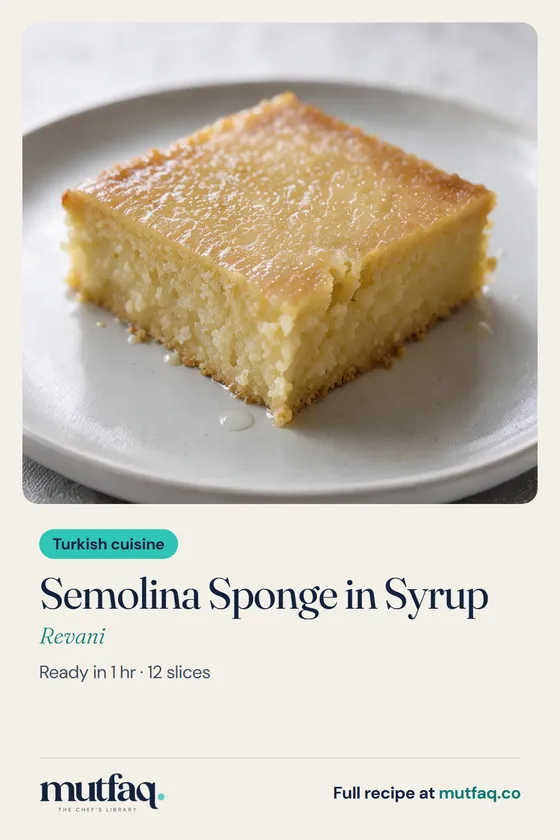 Turkish cuisine
Semolina Sponge in Syrup
Revani
Ready in 1 hr · 12 slices
mutfaq.
THE CHEF'S LIBRARY
Full recipe at mutfaq.co